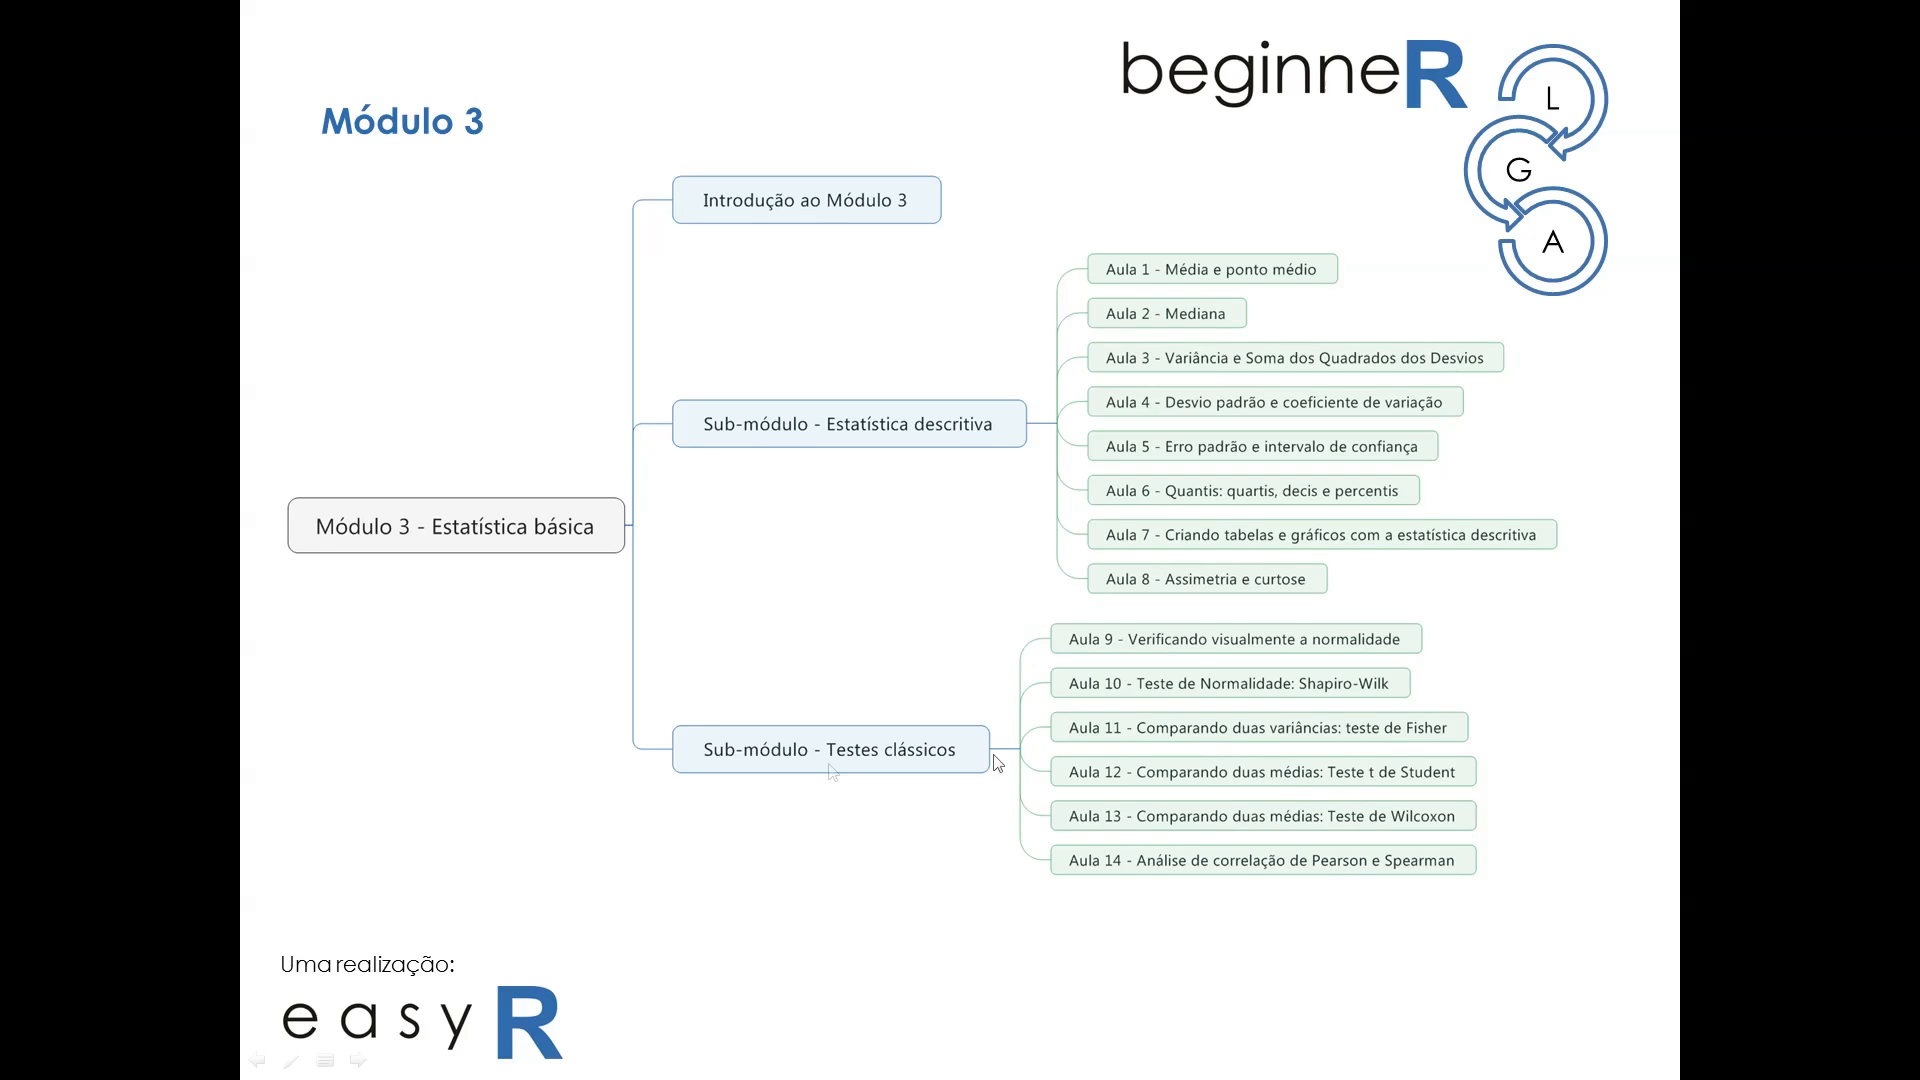 beginneR
L
G
A
Módulo 3
Introdução ao Módulo 3
Sub-módulo - Estatística descritiva
Aula 1 - Média e ponto médio
Aula 2 - Mediana
Aula 3 - Variância e Soma dos Quadrados dos Desvios
Aula 4 - Desvio padrão e coeficiente de variação
Aula 5 - Erro padrão e intervalo de confiança
Aula 6 - Quantis: quartis, decis e percentis
Aula 7 - Criando tabelas e gráficos com a estatística descritiva
Aula 8 - Assimetria e curtose
Módulo 3 - Estatística básica
Sub-módulo - Testes clássicos
Aula 9 - Verificando visualmente a normalidade
Aula 10 - Teste de Normalidade: Shapiro-Wilk
Aula 11 - Comparando duas variâncias: teste de Fisher
Aula 12 - Comparando duas médias: Teste t de Student
Aula 13 - Comparando duas médias: Teste de Wilcoxon
Aula 14 - Análise de correlação de Pearson e Spearman
Uma realização:
easyR